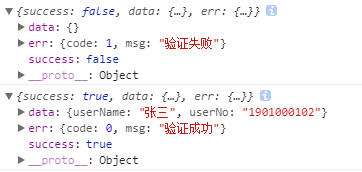 ▼ {success: false, data: {…}, err: {…}} i
▶ data: {}
▶ err: {code: 1, msg: "验证失败"}
success: false
▶ __proto__: Object
▼ {success: true, data: {…}, err: {…}} i
▶ data: {userName: "张三", userNo: "1901000102"}
▶ err: {code: 0, msg: "验证成功"}
success: true
▶ __proto__: Object